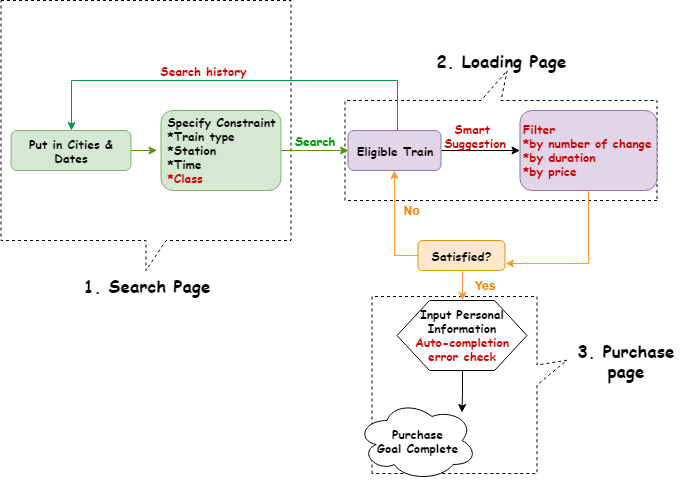 2. Loading Page
Search history
Specify Constraint
*Train type
*Station
*Time
*Class
Put in Cities &
Dates
Search
Eligible Train
Smart
Suggestion
Filter
*by number of change
*by duration
*by price
No
Satisfied?
1. Search Page
Yes
Input Personal
Information
Auto-completion
error check
3. Purchase
page
Purchase
Goal Complete